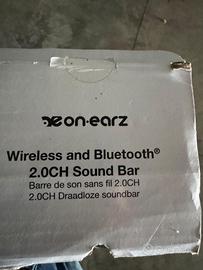 on·earz
Wireless and Bluetooth®
2.0CH Sound Bar
Barre de son sans fil 2.0CH
2.0CH Draadloze soundbar